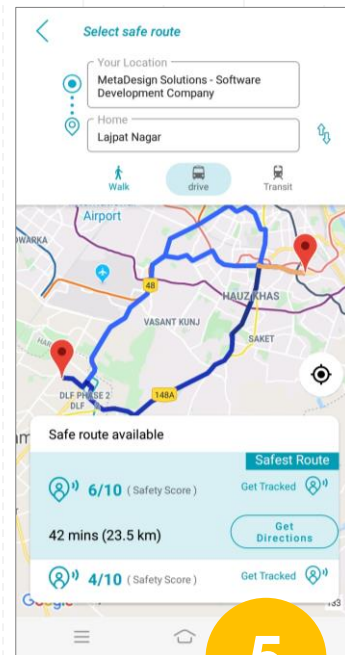 Select safe route
Your Location
MetaDesign Solutions - Software
Development Company
Home
Lajpat Nagar
Walk
drive
Transit
Airport
48
HAUZ KHAS
VASANT KUNJ
SAKET
DLF PHASE 2
DLF
148A
Safe route available
Safest Route
6/10 ( Safety Score )
Get Tracked
42 mins (23.5 km)
Get
Directions
4/10 ( Safety Score )
Get Tracked
5